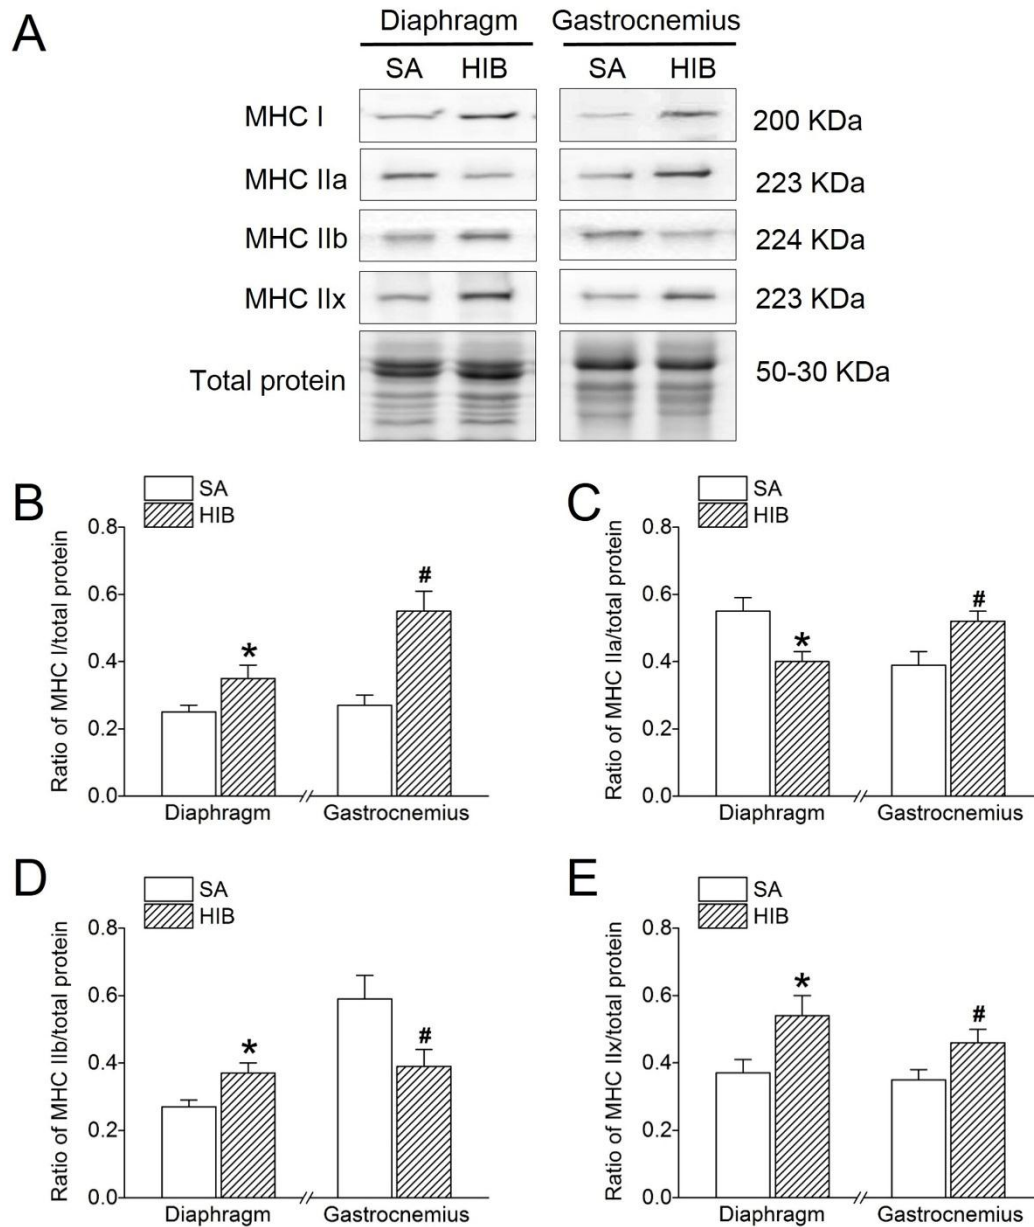 A
Diaphragm Gastrocnemius
SA HIB SA HIB
MHC I 200 KDa
MHC IIa 223 KDa
MHC IIb 224 KDa
MHC IIx 223 KDa
Total protein 50-30 KDa
B
SA
HIB
Ratio of MHC I/total protein
0.8
0.6
0.4
0.2
0.0
*
#
Diaphragm Gastrocnemius
C
SA
HIB
Ratio of MHC IIa/total protein
0.8
0.6
0.4
0.2
0.0
*
#
Diaphragm Gastrocnemius
D
SA
HIB
Ratio of MHC IIb/total protein
0.8
0.6
0.4
0.2
0.0
*
#
Diaphragm Gastrocnemius
E
SA
HIB
Ratio of MHC IIx/total protein
0.8
0.6
0.4
0.2
0.0
*
#
Diaphragm Gastrocnemius